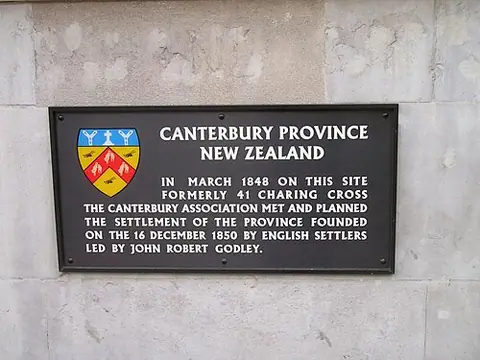 CANTERBURY PROVINCE
NEW ZEALAND
IN MARCH 1848 ON THIS SITE
FORMERLY 41 CHARING CROSS
THE CANTERBURY ASSOCIATION MET AND PLANNED
THE SETTLEMENT OF THE PROVINCE FOUNDED
ON THE 16 DECEMBER 1850 BY ENGLISH SETTLERS
LED BY JOHN ROBERT GODLEY.